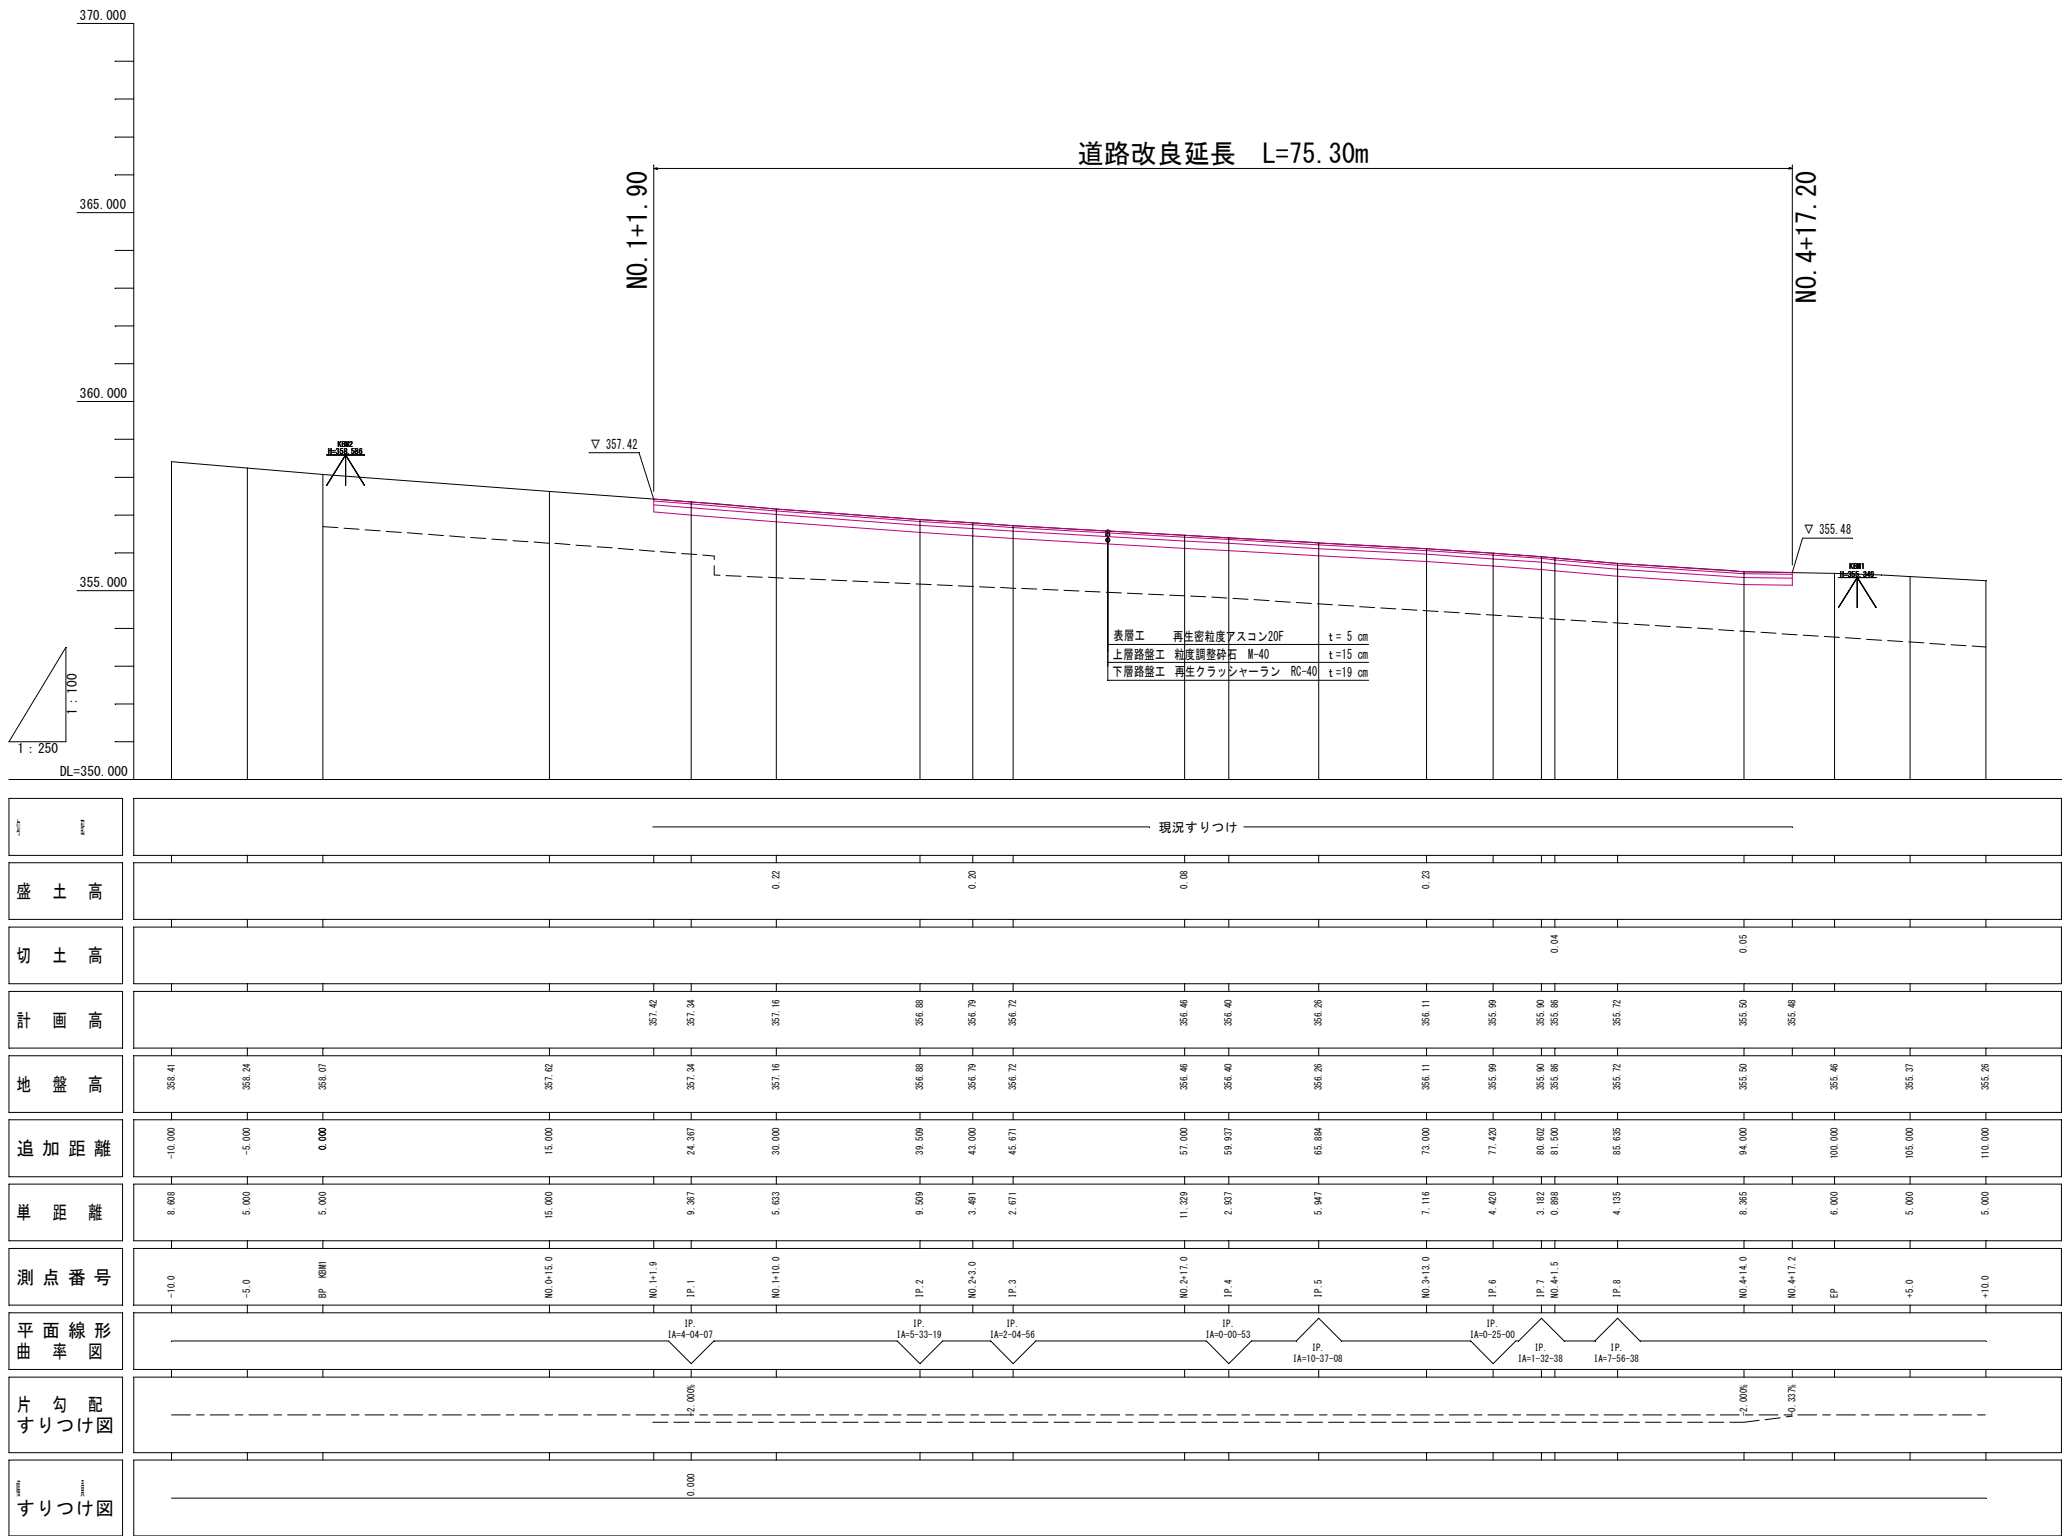 370.000
365.000
360.000
355.000
DL=350.000
1 : 100
1 : 250
道路改良延長 L=75.30m
NO.1+1.90
NO.4+17.20
KBM2
H=358.586
▽ 357.42
▽ 355.48
KBM1
H=355.340
表層工 再生密粒度アスコン20F t= 5 cm
上層路盤工 粒度調整砕石 M-40 t=15 cm
下層路盤工 再生クラッシャーラン RC-40 t=19 cm
現況すりつけ
盛土高
0.22
0.20
0.08
0.23
切土高
0.04
0.05
計画高
357.42
357.34
357.16
356.88
356.79
356.72
356.46
356.40
356.26
356.11
355.99
355.90
355.86
355.72
355.50
355.48
地盤高
358.41
358.24
358.07
357.62
357.34
357.16
356.88
356.79
356.72
356.46
356.40
356.26
356.11
355.99
355.90
355.86
355.72
355.50
355.46
355.37
355.26
追加距離
-10.000
-5.000
0.000
15.000
24.367
30.000
39.509
43.000
45.671
57.000
59.937
65.884
73.000
77.420
80.602
81.500
85.635
94.000
100.000
105.000
110.000
単距離
8.608
5.000
5.000
15.000
9.367
5.633
9.509
3.491
2.671
11.329
2.937
5.947
7.116
4.420
3.182
0.898
4.135
8.365
6.000
5.000
5.000
測点番号
-10.0
-5.0
BP KBM1
NO.0+15.0
NO.1+1.9
IP.1
NO.1+10.0
IP.2
NO.2+3.0
IP.3
NO.2+17.0
IP.4
IP.5
NO.3+13.0
IP.6
IP.7
NO.4+1.5
IP.8
NO.4+14.0
NO.4+17.2
EP
+5.0
+10.0
平面線形
曲率図
IP.
IA=4-04-07
IP.
IA=5-33-19
IP.
IA=2-04-56
IP.
IA=0-00-53
IP.
IA=10-37-08
IP.
IA=0-25-00
IP.
IA=1-32-38
IP.
IA=7-56-38
片勾配
すりつけ図
-2.000%
-2.000%
-0.337%
すりつけ図
0.000